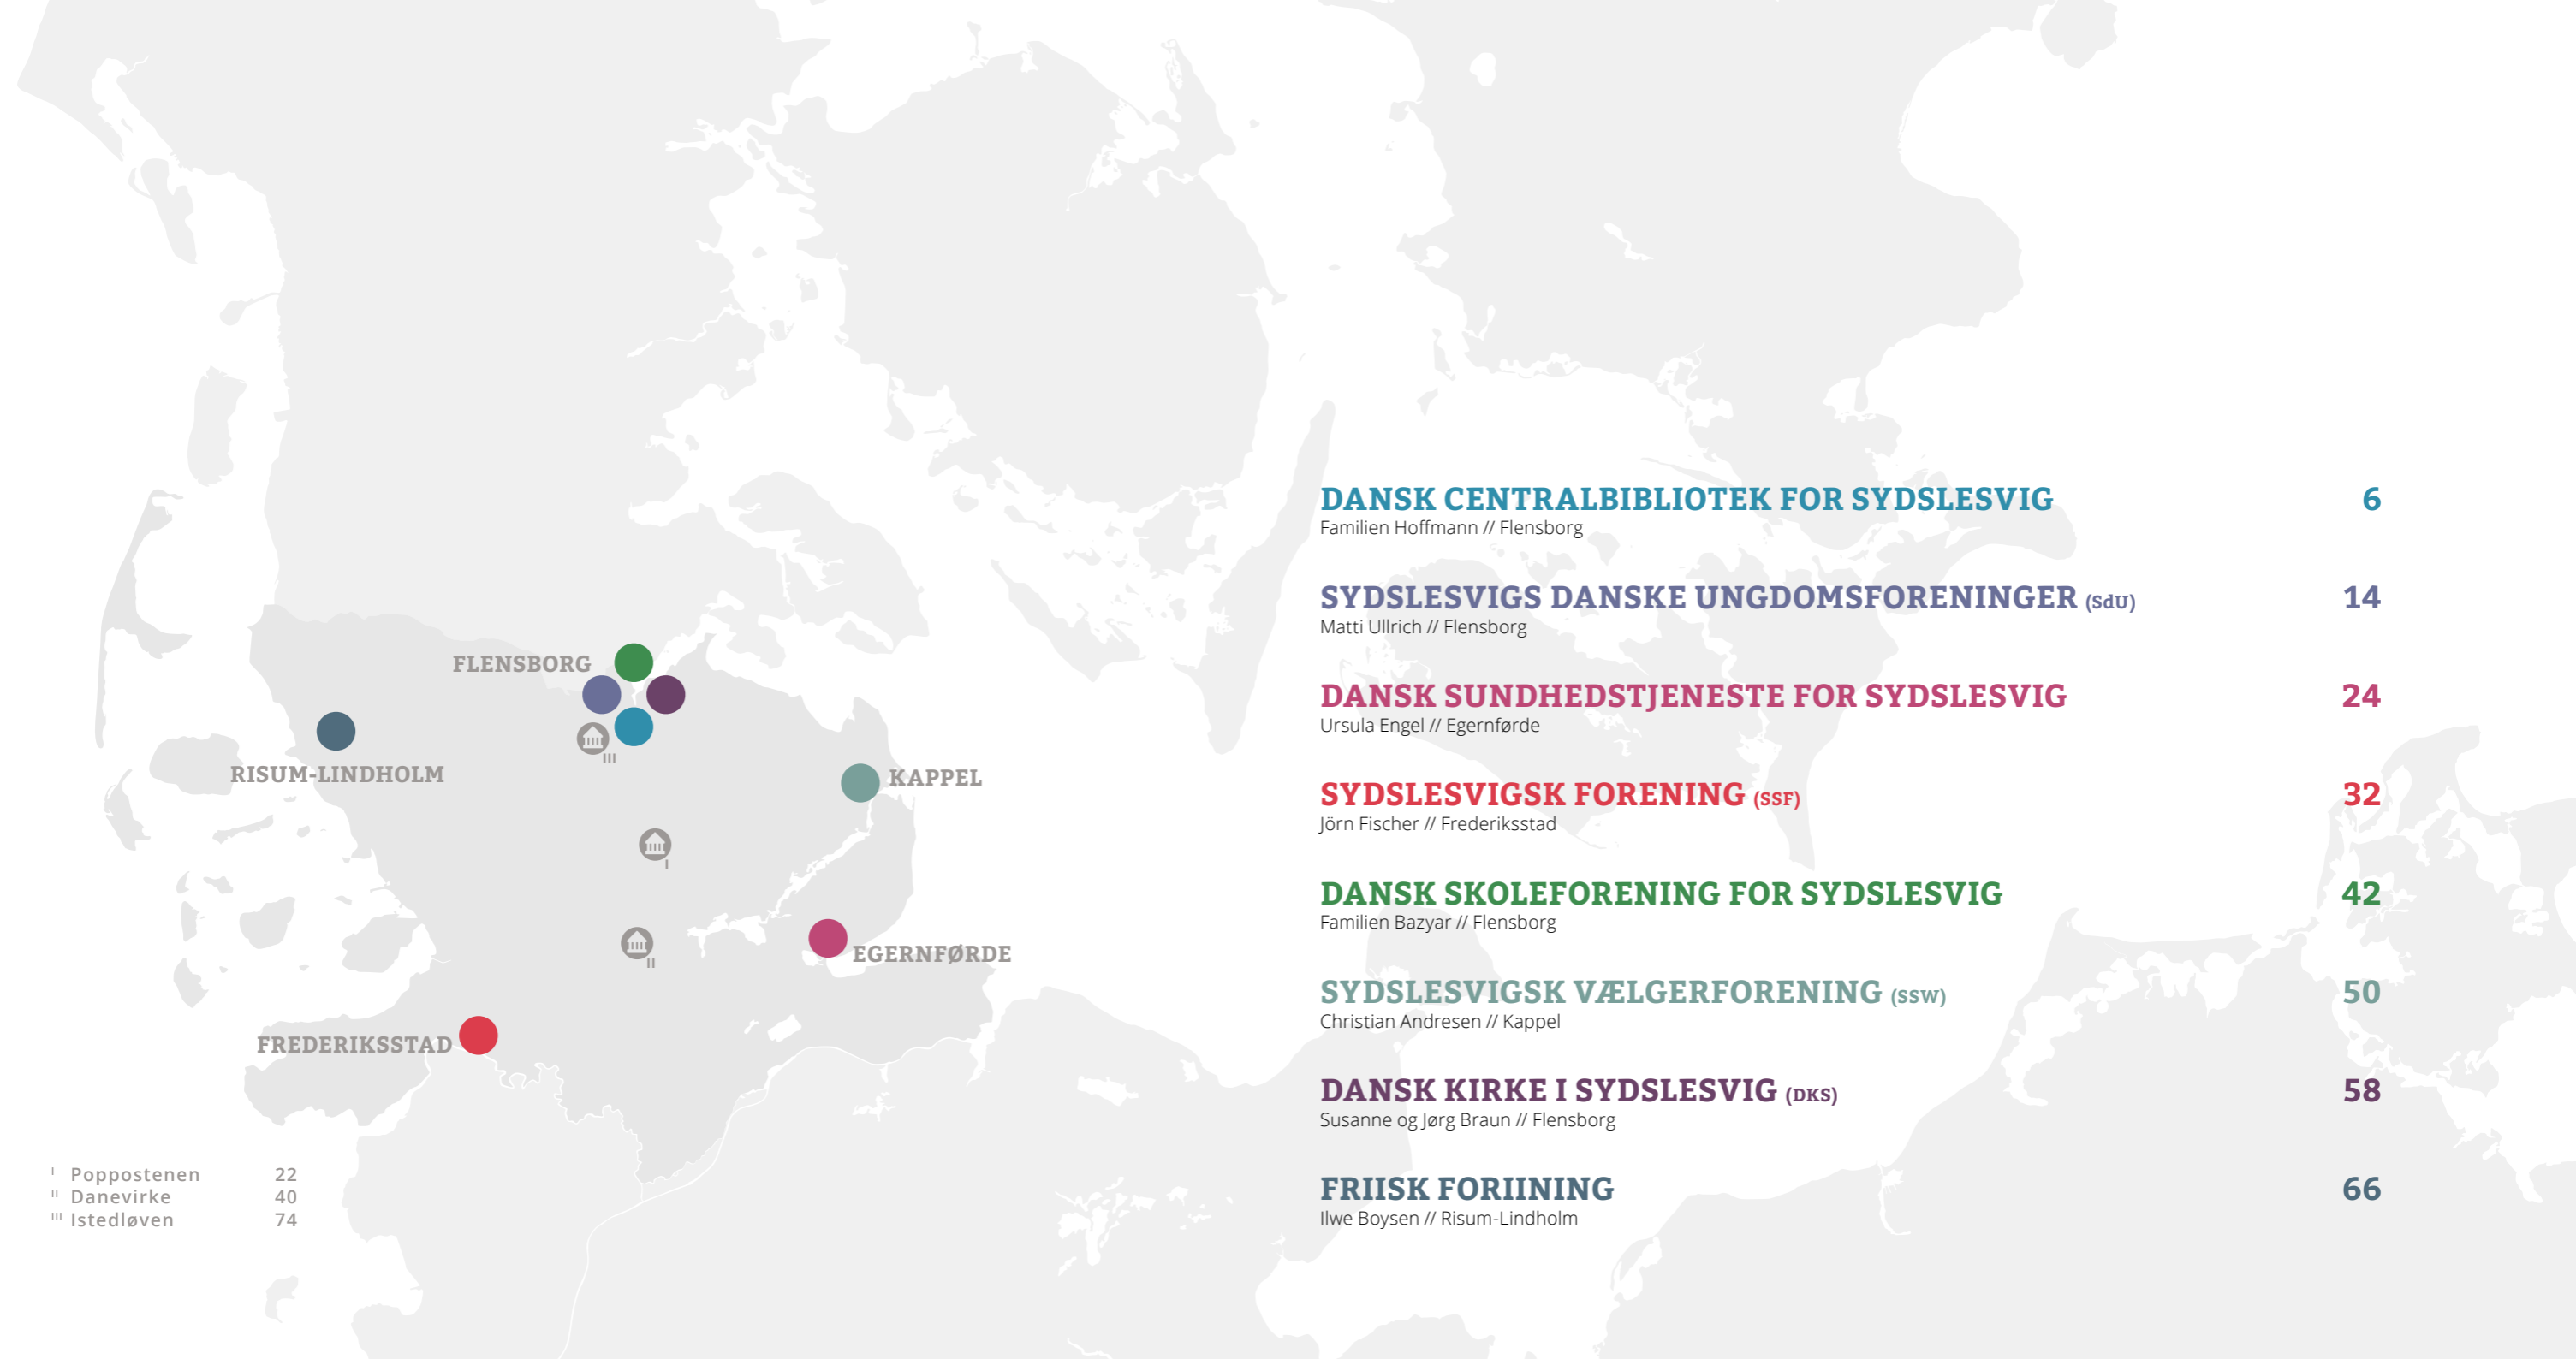 FLENSBORG
RISUM-LINDHOLM
III
KAPPEL
I
II
EGERNFØRDE
FREDERIKSSTAD
I Poppostenen 22
II Danevirke 40
III Istedløven 74
DANSK CENTRALBIBLIOTEK FOR SYDSLESVIG 6
Familien Hoffmann // Flensborg
SYDSLESVIGS DANSKE UNGDOMSFORENINGER (SdU) 14
Matti Ullrich // Flensborg
DANSK SUNDHEDSTJENESTE FOR SYDSLESVIG 24
Ursula Engel // Egernførde
SYDSLESVIGSK FORENING (SSF) 32
Jörn Fischer // Frederiksstad
DANSK SKOLEFORENING FOR SYDSLESVIG 42
Familien Bazyar // Flensborg
SYDSLESVIGSK VÆLGERFORENING (SSW) 50
Christian Andresen // Kappel
DANSK KIRKE I SYDSLESVIG (DKS) 58
Susanne og Jørg Braun // Flensborg
FRIISK FORIINING 66
Ilwe Boysen // Risum-Lindholm